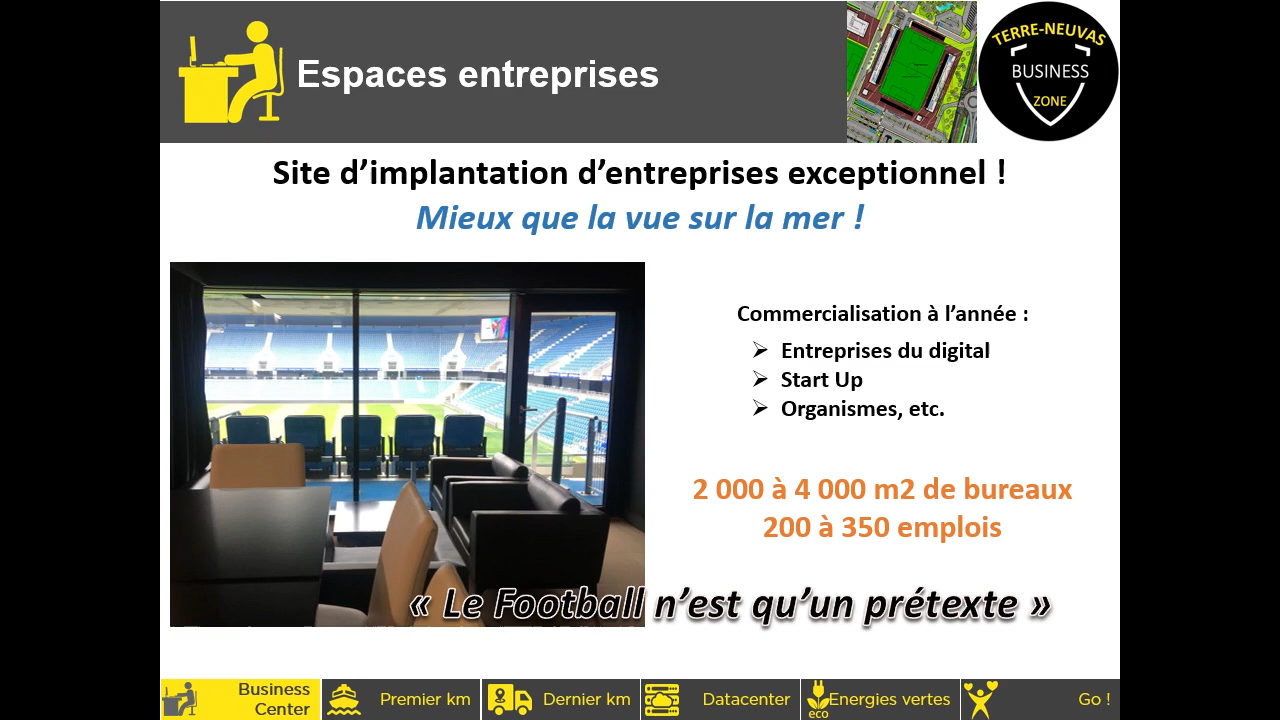 Espaces entreprises
TERRE-NEUVAS
BUSINESS
ZONE
Site d’implantation d’entreprises exceptionnel !
Mieux que la vue sur la mer !
Commercialisation à l’année :
➢ Entreprises du digital
➢ Start Up
➢ Organismes, etc.
2 000 à 4 000 m2 de bureaux
200 à 350 emplois
« Le Football n’est qu’un prétexte »
Business
Center
Premier km
Dernier km
Datacenter
eco
Energies vertes
Go !